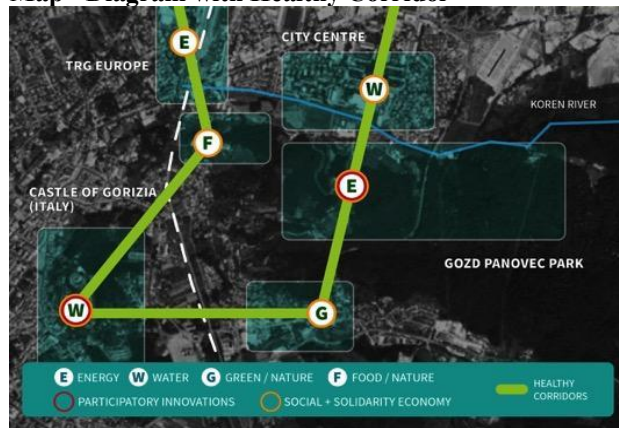 Map - Diagram with Healthy Corridor
CITY CENTRE
E
TRG EUROPE
W
KOREN RIVER
F
E
CASTLE OF GORIZIA
(ITALY)
GOZD PANOVEC PARK
W
G
E ENERGY W WATER G GREEN / NATURE F FOOD / NATURE
HEALTHY
CORRIDORS
PARTICIPATORY INNOVATIONS SOCIAL + SOLIDARITY ECONOMY